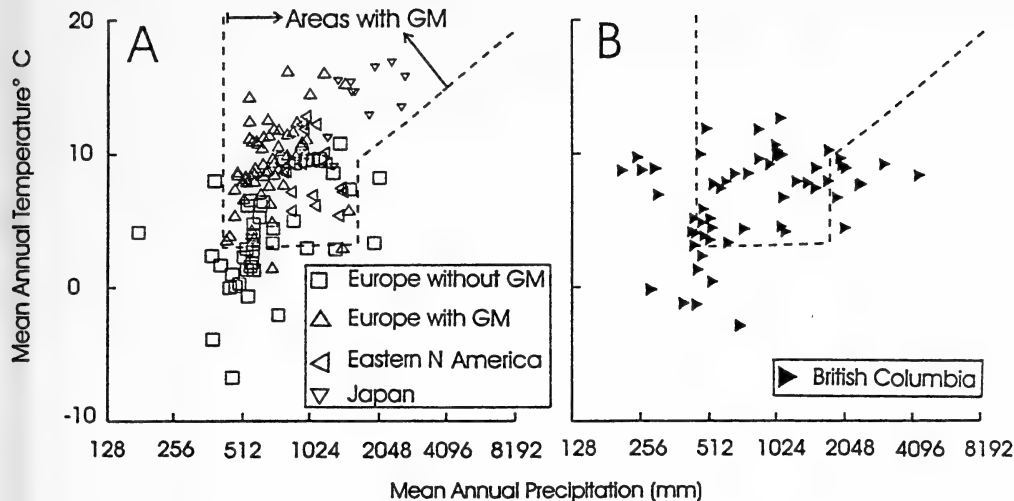 20
A
Areas with GM
B
10
0
-10
Mean Annual Temperature° C
Europe without GM
Europe with GM
Eastern N America
Japan
British Columbia
128 256 512 1024 2048 4096 8192
128 256 512 1024 2048 4096 8192
Mean Annual Precipitation (mm)